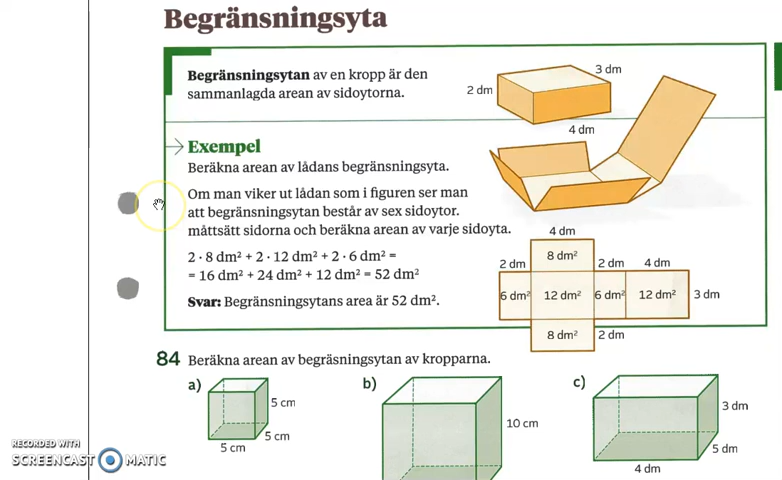 Begränsningsyta
Begränsningsytan av en kropp är den
sammanlagda arean av sidoytorna.
2 dm
3 dm
4 dm
Exempel
Beräkna arean av lådans begränsningsyta.
Om man viker ut lådan som i figuren ser man
att begränsningsytan består av sex sidoytor.
måttsätt sidorna och beräkna arean av varje sidoyta.
2 · 8 dm² + 2 · 12 dm² + 2 · 6 dm² =
= 16 dm² + 24 dm² + 12 dm² = 52 dm²
Svar: Begränsningsytans area är 52 dm².
4 dm
8 dm²
2 dm 2 dm 4 dm
6 dm² 12 dm² 6 dm² 12 dm² 3 dm
8 dm² 2 dm
84 Beräkna arean av begräsningsytan av kropparna.
a) b) c)
5 cm
5 cm
5 cm
10 cm
3 dm
5 dm
4 dm
RECORDED WITH
SCREENCAST MATIC